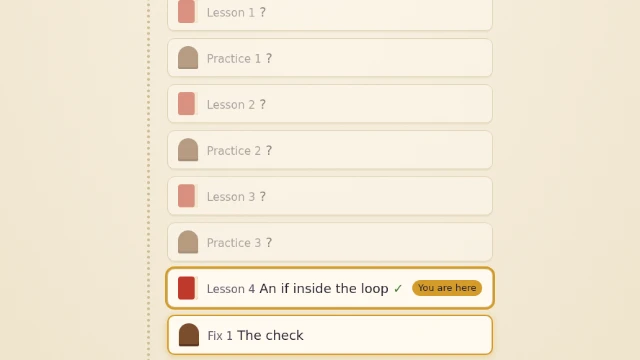 Lesson 1 ?
Practice 1 ?
Lesson 2 ?
Practice 2 ?
Lesson 3 ?
Practice 3 ?
Lesson 4 An if inside the loop ✓ You are here
Fix 1 The check